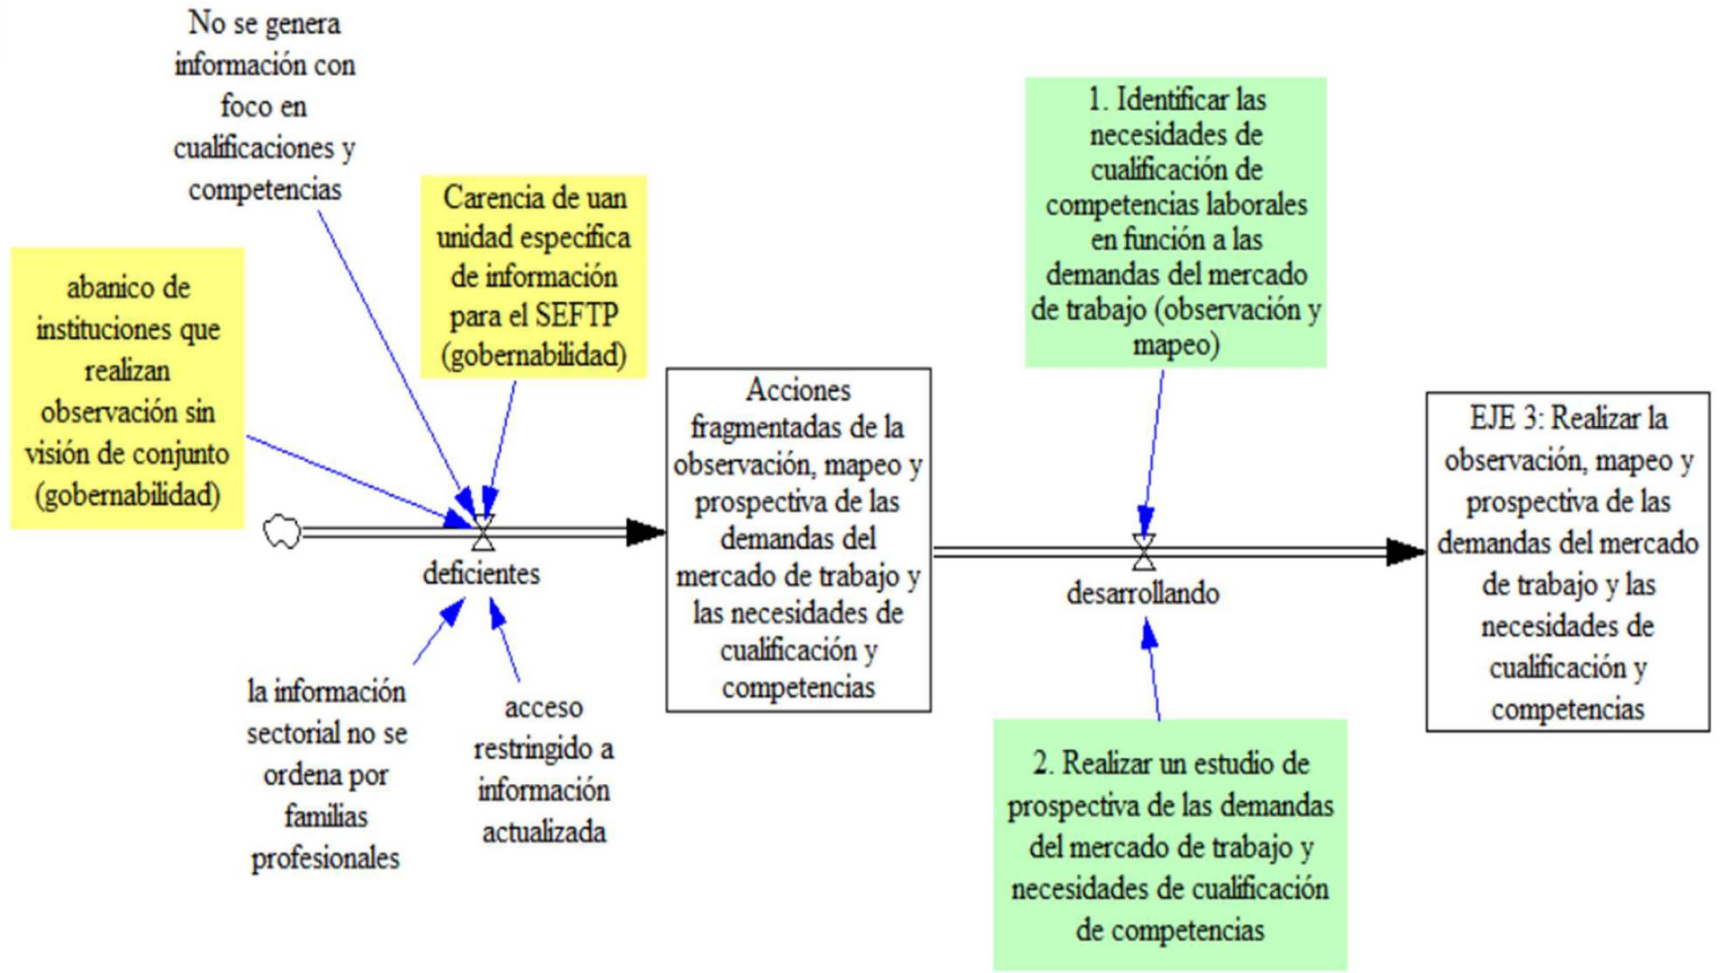 No se genera
información con
foco en
cualificaciones y
competencias
abanico de
instituciones que
realizan
observación sin
visión de conjunto
(gobernabilidad)
Carencia de uan
unidad específica
de información
para el SEFTP
(gobernabilidad)
deficientes
la información
sectorial no se
ordena por
familias
profesionales
acceso
restringido a
información
actualizada
Acciones
fragmentadas de la
observación, mapeo y
prospectiva de las
demandas del
mercado de trabajo y
las necesidades de
cualificación y
competencias
1. Identificar las
necesidades de
cualificación de
competencias laborales
en función a las
demandas del mercado
de trabajo (observación y
mapeo)
desarrollando
2. Realizar un estudio de
prospectiva de las demandas
del mercado de trabajo y
necesidades de cualificación
de competencias
EJE 3: Realizar la
observación, mapeo y
prospectiva de las
demandas del mercado
de trabajo y las
necesidades de
cualificación y
competencias